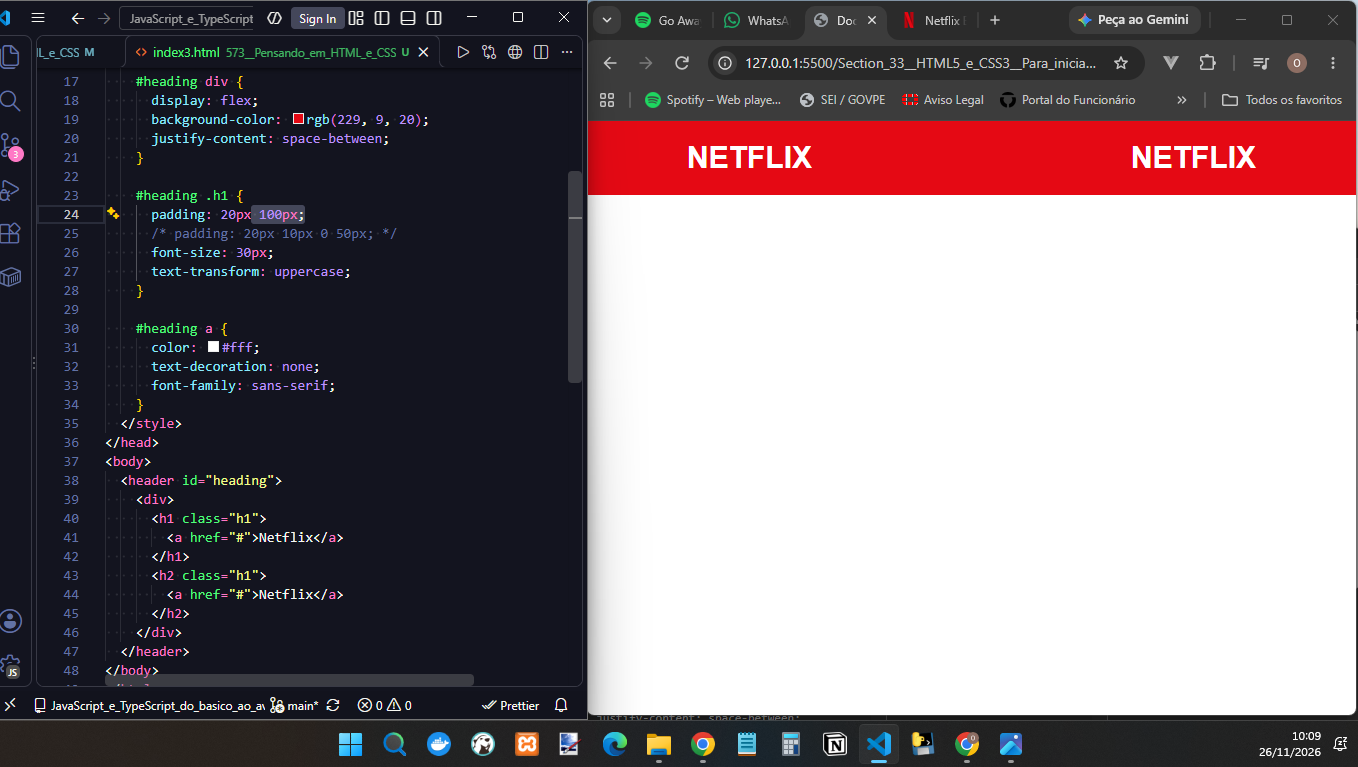 JavaScript_e_TypeScript
Sign In
L_e_CSS M
index3.html 573__Pensando_em_HTML_e_CSS U
17 #heading div {
18 display: flex;
19 background-color: rgb(229, 9, 20);
20 justify-content: space-between;
21 }
22
23 #heading .h1 {
24 padding: 20px 100px;
25 /* padding: 20px 10px 0 50px; */
26 font-size: 30px;
27 text-transform: uppercase;
28 }
29
30 #heading a {
31 color: #fff;
32 text-decoration: none;
33 font-family: sans-serif;
34 }
35 </style>
36 </head>
37 <body>
38 <header id="heading">
39 <div>
40 <h1 class="h1">
41 <a href="#">Netflix</a>
42 </h1>
43 <h2 class="h1">
44 <a href="#">Netflix</a>
45 </h2>
46 </div>
47 </header>
48 </body>
3
JS
JavaScript_e_TypeScript_do_basico_ao_av
main*
0 0
Prettier
Go Awa
WhatsA
Doc
Netflix
Peça ao Gemini
127.0.0.1:5500/Section_33__HTML5_e_CSS3__Para_inicia...
O
Spotify – Web playe...
SEI / GOVPE
Aviso Legal
Portal do Funcionário
»
Todos os favoritos
NETFLIX NETFLIX
justify-content: space-between;
10:09
26/11/2026